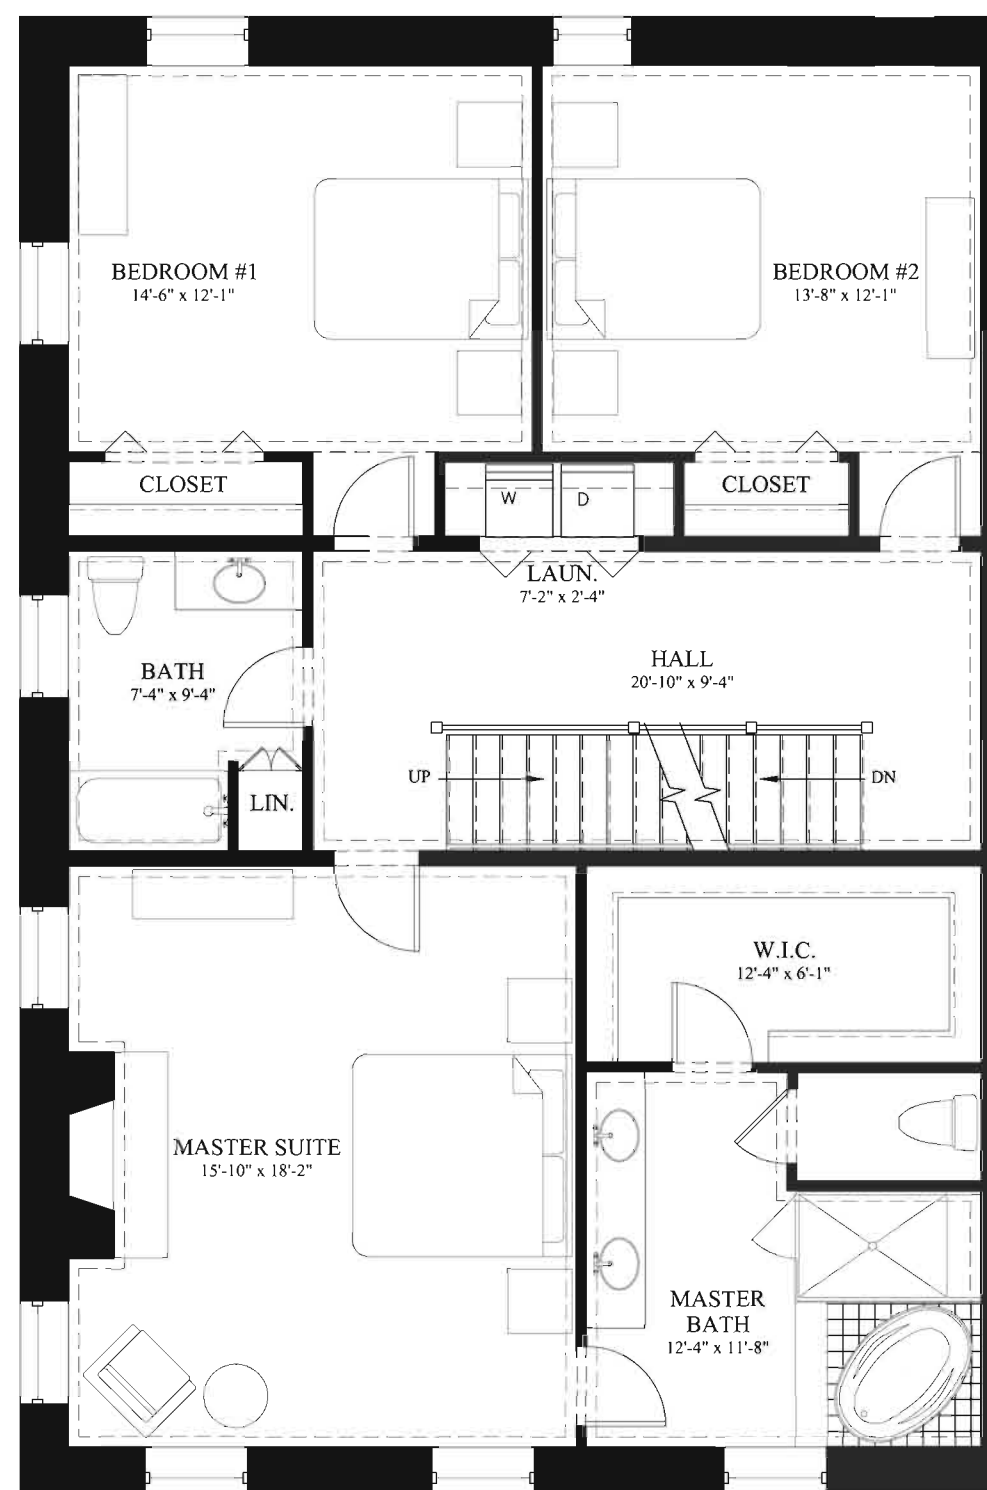 BEDROOM #1
14'-6" x 12'-1"
BEDROOM #2
13'-8" x 12'-1"
CLOSET
W
D
CLOSET
LAUN.
7'-2" x 2'-4"
BATH
7'-4" x 9'-4"
HALL
20'-10" x 9'-4"
UP
DN
LIN.
W.I.C.
12'-4" x 6'-1"
MASTER SUITE
15'-10" x 18'-2"
MASTER
BATH
12'-4" x 11'-8"